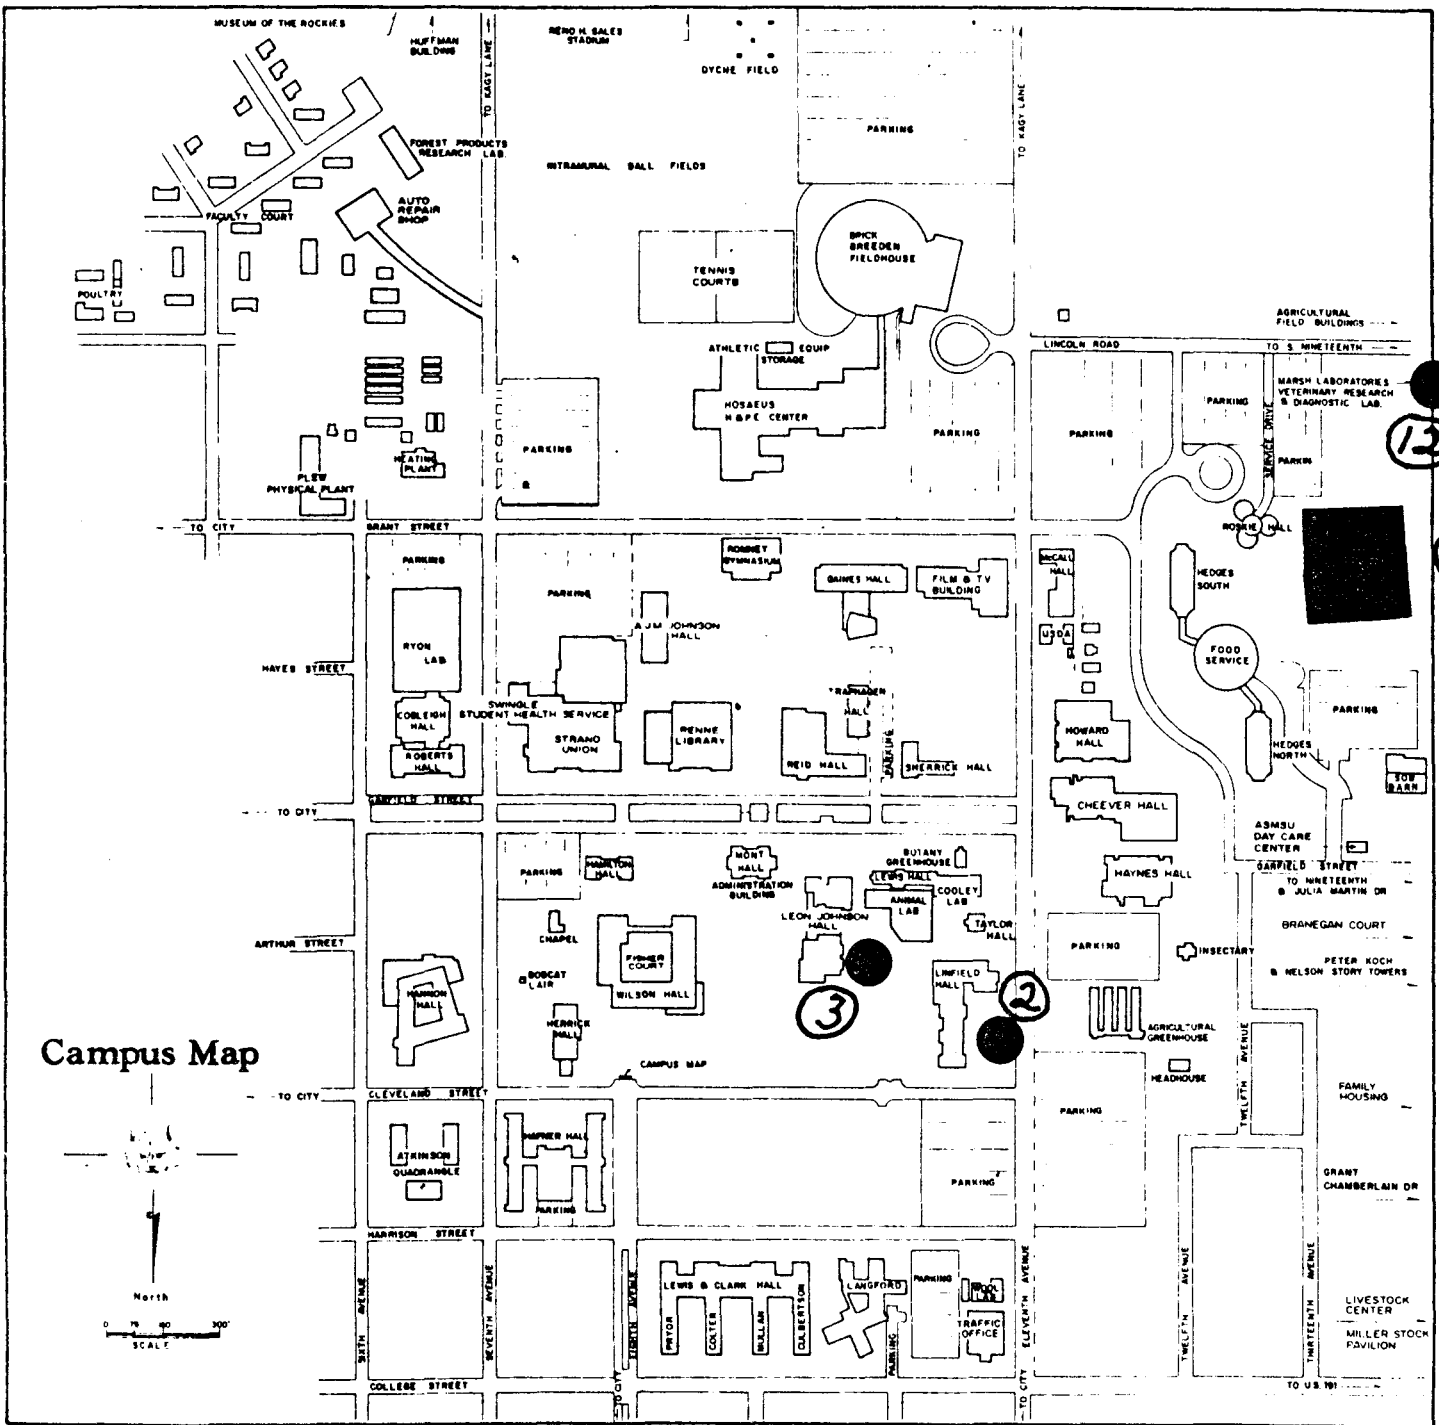 MUSEUM OF THE ROCKIES
HUFFMAN
BUILDING
TO KAGY LANE
RENO H. SALES
STADIUM
DYCHE FIELD
PARKING
TO KAGY LANE
FOREST PRODUCTS
RESEARCH LAB.
INTRAMURAL BALL FIELDS
AUTO
REPAIR
SHOP
FACULTY COURT
BRICK
BREEDEN
FIELDHOUSE
TENNIS
COURTS
POULTRY
AGRICULTURAL
FIELD BUILDINGS
LINCOLN ROAD
TO S. NINETEENTH
ATHLETIC EQUIP
STORAGE
MARSH LABORATORIES
VETERINARY RESEARCH
& DIAGNOSTIC LAB.
12
HOSAEUS
H & PE CENTER
PARKING
PARKING
PARKING
SERVICE DRIVE
PARKIN
PARKING
HEATING
PLANT
PLEW
PHYSICAL PLANT
TO CITY
GRANT STREET
ROSKIE HALL
PARKING
PARKING
ROMNEY
GYMNASIUM
GAINES HALL
FILM & TV
BUILDING
McCALL
HALL
HEDGES
SOUTH
A J M JOHNSON
HALL
USDA
FOOD
SERVICE
RYON
LAB
HAYES STREET
TRAPHAGEN
HALL
COBLEIGH
HALL
SWINGLE
STUDENT HEALTH SERVICE
STRAND
UNION
RENNE
LIBRARY
PARKING
HOWARD
HALL
PARKING
HEDGES
NORTH
ROBERTS
HALL
REID HALL
SHERRICK HALL
SOB
BARN
GARFIELD STREET
TO CITY
CHEEVER HALL
ASMSU
DAY CARE
CENTER
PARKING
HAMILTON
HALL
MONT
HALL
ADMINISTRATION
BUILDING
BOTANY
GREENHOUSE
LEWIS HALL
COOLEY
LAB
ANIMAL
LAB
HAYNES HALL
GARFIELD STREET
TO NINETEENTH
& JULIA MARTIN DR
LEON JOHNSON
HALL
TAYLOR
HALL
BRANEGAN COURT
ARTHUR STREET
CHAPEL
PARKING
INSECTARY
PETER KOCH
& NELSON STORY TOWERS
FISHER
COURT
BOBCAT
LAIR
WILSON HALL
HANNON
HALL
LINFIELD
HALL
2
3
HERRICK
HALL
AGRICULTURAL
GREENHOUSE
Campus Map
CAMPUS MAP
HEADHOUSE
TWELFTH AVENUE
FAMILY
HOUSING
TO CITY
CLEVELAND STREET
PARKING
HAPNER HALL
ATKINSON
QUADRANGLE
PARKING
PARKING
GRANT
CHAMBERLAIN DR
HARRISON STREET
North
SIXTH AVENUE
SEVENTH AVENUE
EIGHTH AVENUE
LEWIS & CLARK HALL
PRYOR
COLTER
MULLAN
CULBERTSON
LANGFORD
PARKING
PARKING
WOOL
LAB
TRAFFIC
OFFICE
ELEVENTH AVENUE
TWELFTH AVENUE
THIRTEENTH AVENUE
LIVESTOCK
CENTER
MILLER STOCK
PAVILION
0 75 150 300'
SCALE
COLLEGE STREET
TO CITY
TO CITY
TO U.S. 191